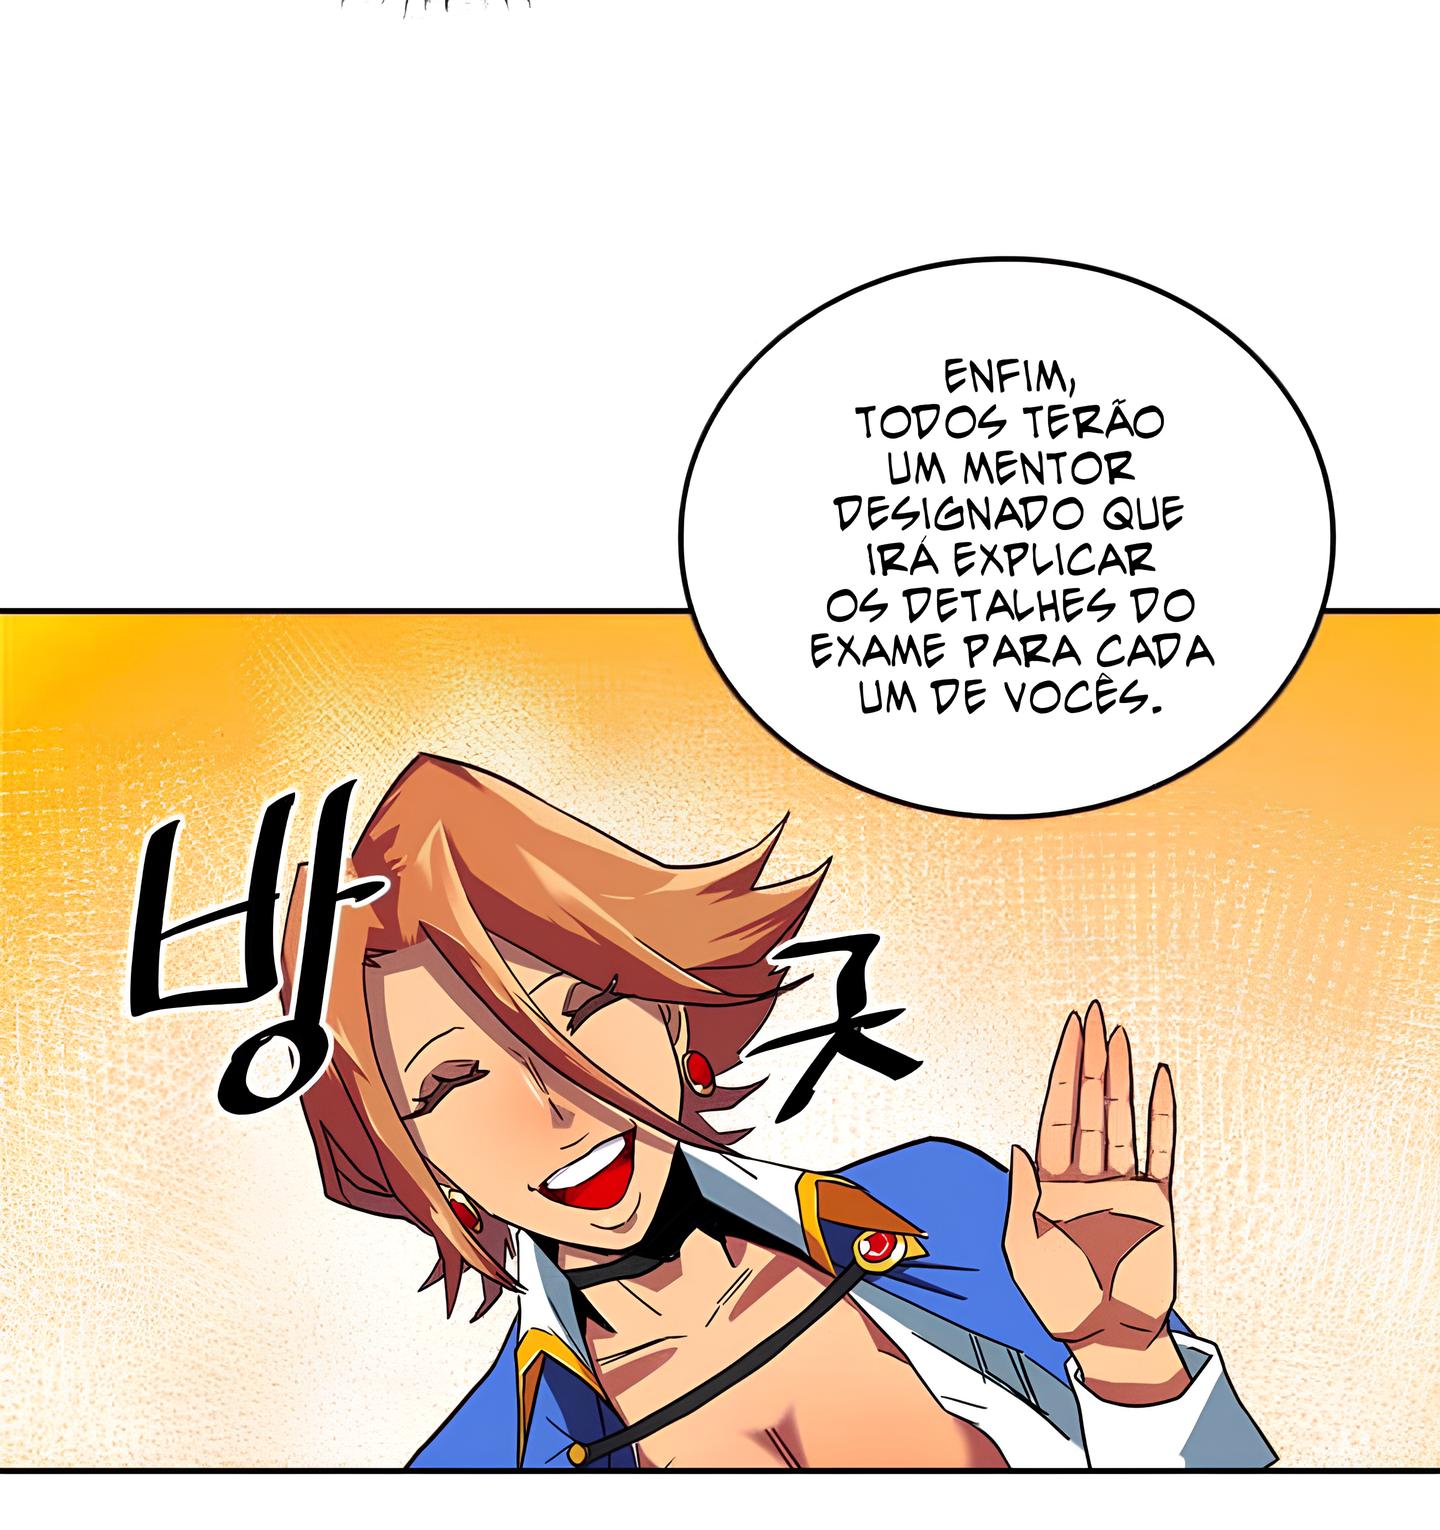 ENFIM,
TODOS TERÃO
UM MENTOR
DESIGNADO QUE
IRÁ EXPLICAR
OS DETALHES DO
EXAME PARA CADA
UM DE VOCÊS.
방긋